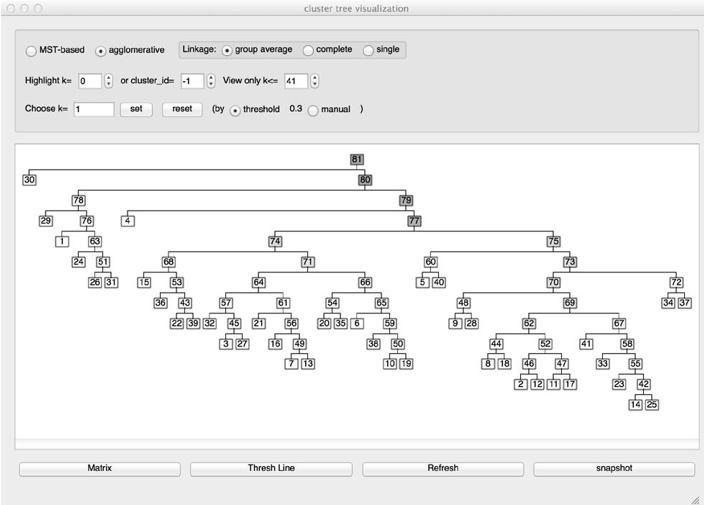 cluster tree visualization
MST-based agglomerative Linkage: group average complete single
Highlight k= 0 or cluster_id= -1 View only k<= 41
Choose k= 1 set reset (by threshold 0.3 manual )
81
30 80
78 79
29 76 4 77
1 63 74 75
24 51 68 71 60 73
26 31 15 53 64 66 5 40 70 72
36 43 57 61 54 65 48 69 34 37
22 39 32 45 21 56 20 35 6 59 9 28 62 67
3 27 16 49 38 50 44 52 41 58
7 13 10 19 8 18 46 47 33 55
2 12 11 17 23 42
14 25
Matrix Thresh Line Refresh snapshot